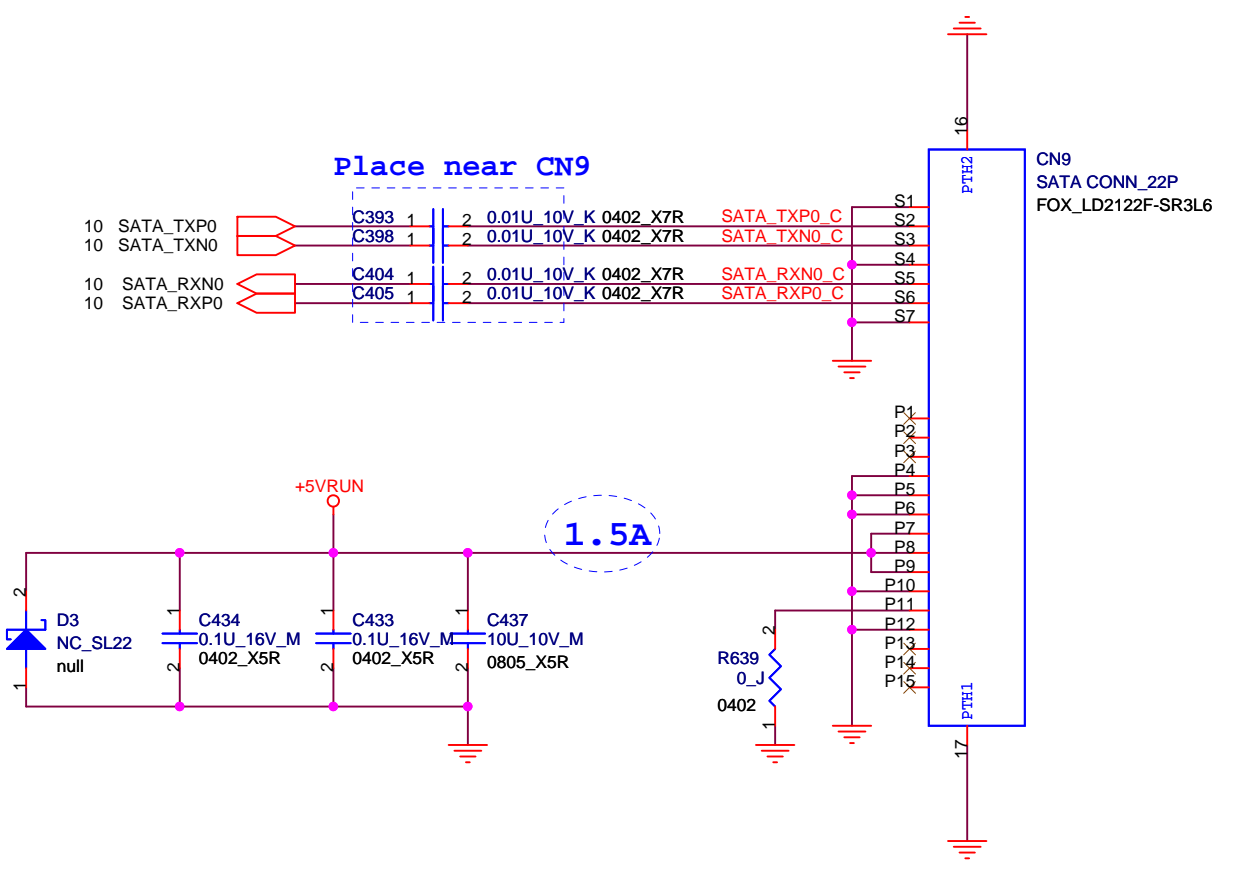 16
PTH2
CN9
SATA CONN_22P
FOX_LD2122F-SR3L6
Place near CN9
10 SATA_TXP0 C393 1 2 0.01U_10V_K 0402_X7R SATA_TXP0_C S2
10 SATA_TXN0 C398 1 2 0.01U_10V_K 0402_X7R SATA_TXN0_C S3
10 SATA_RXN0 C404 1 2 0.01U_10V_K 0402_X7R SATA_RXN0_C S5
10 SATA_RXP0 C405 1 2 0.01U_10V_K 0402_X7R SATA_RXP0_C S6
S1
S4
S7
P1
P2
P3
P4
P5
P6
P7
P8
P9
P10
P11
P12
P13
P14
P15
+5VRUN
1.5A
2
D3
NC_SL22
null
1
1
C434
0.1U_16V_M
0402_X5R
2
1
C433
0.1U_16V_M
0402_X5R
2
1
C437
10U_10V_M
0805_X5R
2
2
R639
0_J
0402
1
PTH1
17